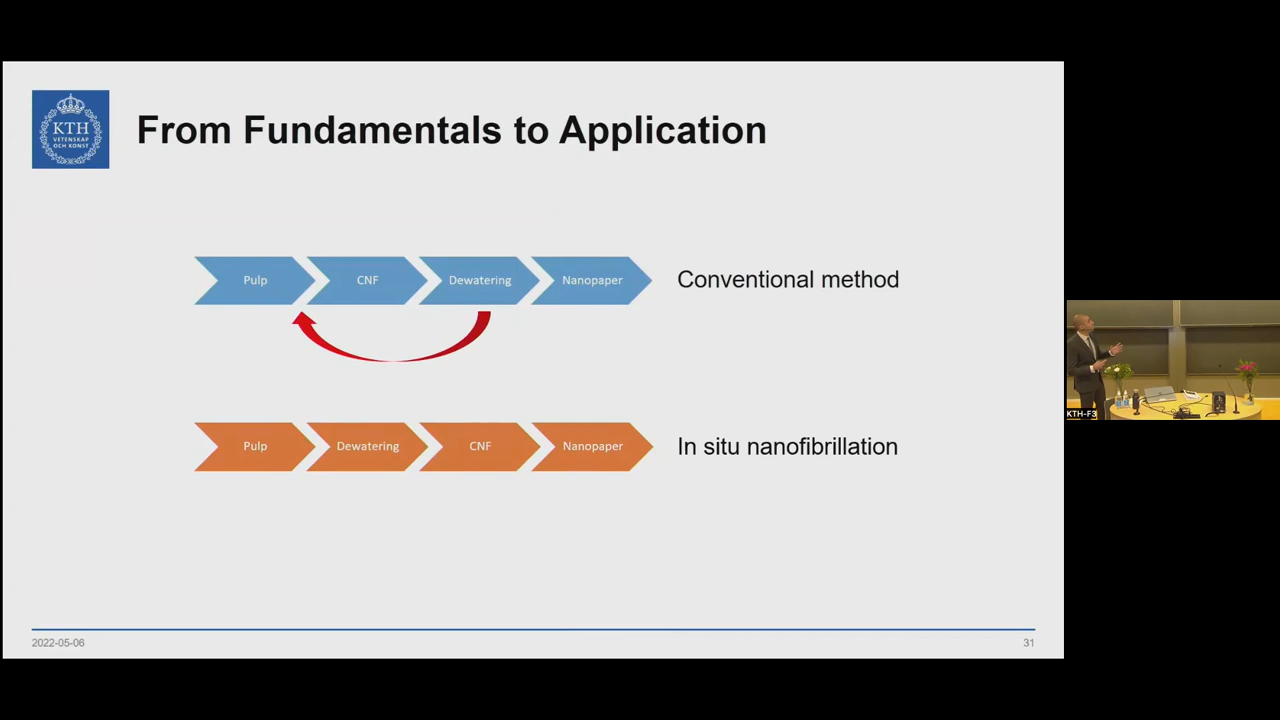 KTH
VETENSKAP
OCH KONST
From Fundamentals to Application
Pulp
CNF
Dewatering
Nanopaper
Conventional method
Pulp
Dewatering
CNF
Nanopaper
In situ nanofibrillation
KTH-F3
2022-05-06
31